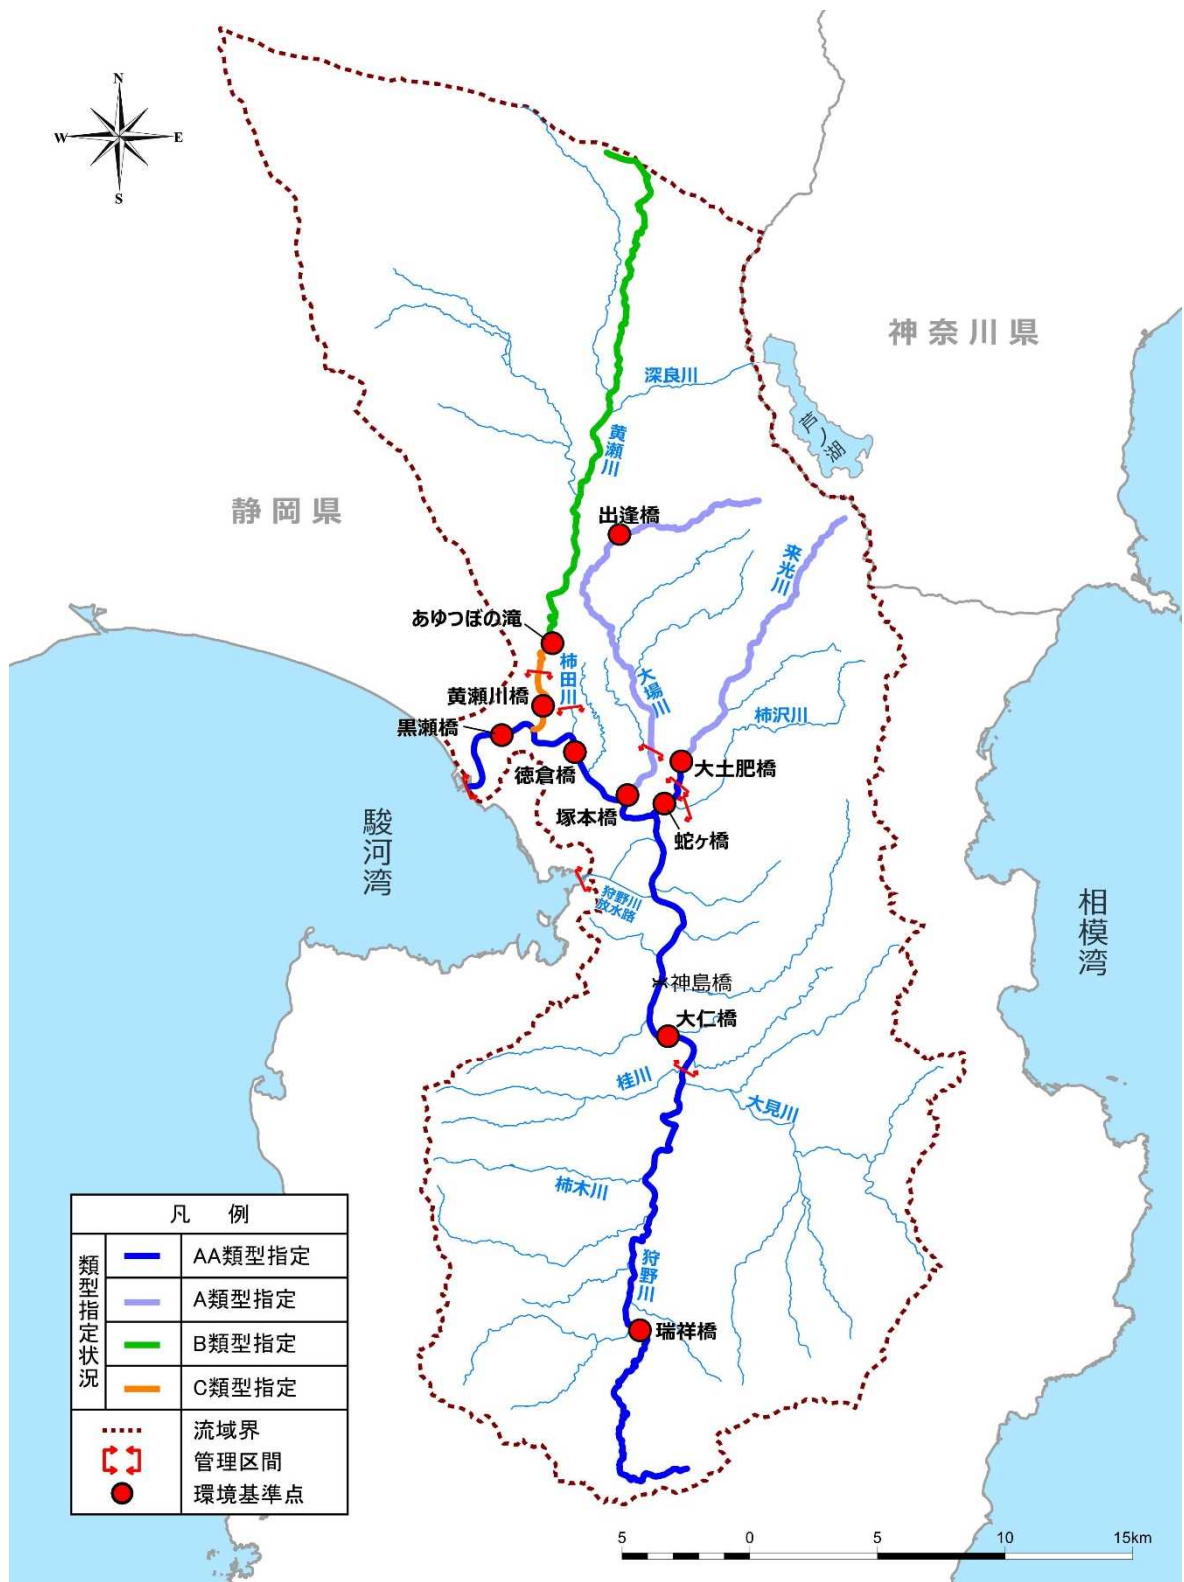 N
W
E
S
神奈川県
深良川
芦ノ湖
黄瀬川
静岡県
出逢橋
来光川
あゆつぼの滝
柿田川
大場川
黄瀬川橋
柿沢川
黒瀬橋
徳倉橋
大土肥橋
塚本橋
蛇ヶ橋
駿河湾
狩野川
放水路
相模湾
神島橋
大仁橋
桂川
大見川
柿木川
狩野川
瑞祥橋
凡 例
類型指定状況
AA類型指定
A類型指定
B類型指定
C類型指定
流域界
管理区間
環境基準点
5 0 5 10 15km